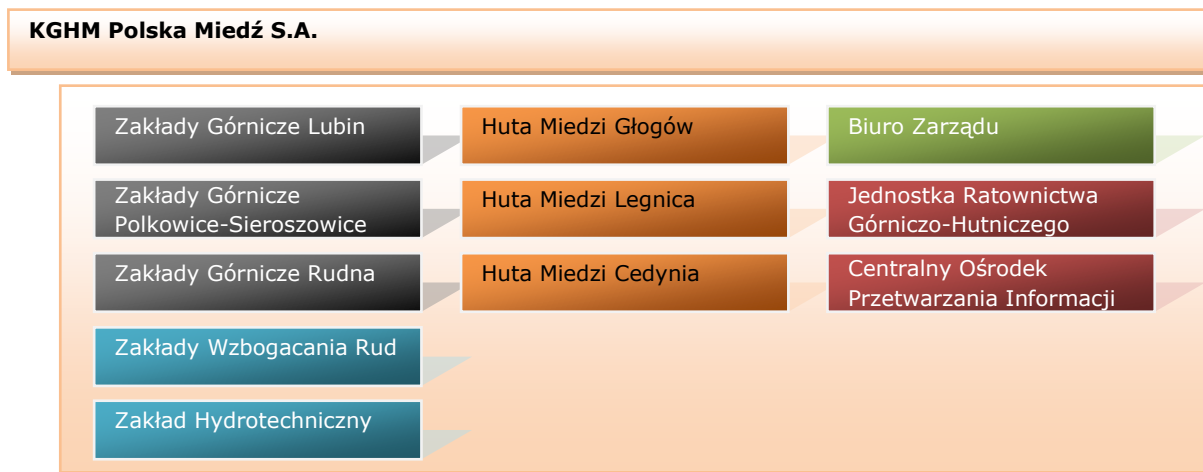 KGHM Polska Miedź S.A.
Zakłady Górnicze Lubin
Huta Miedzi Głogów
Biuro Zarządu
Zakłady Górnicze
Polkowice-Sieroszowice
Huta Miedzi Legnica
Jednostka Ratownictwa
Górniczo-Hutniczego
Zakłady Górnicze Rudna
Huta Miedzi Cedynia
Centralny Ośrodek
Przetwarzania Informacji
Zakłady Wzbogacania Rud
Zakład Hydrotechniczny